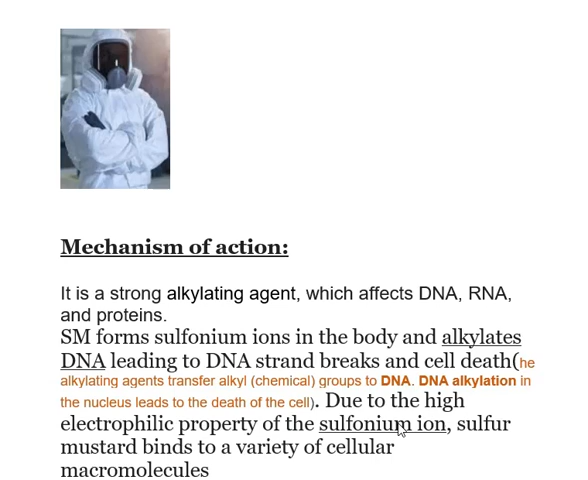 Mechanism of action:
It is a strong alkylating agent, which affects DNA, RNA,
and proteins.
SM forms sulfonium ions in the body and alkylates
DNA leading to DNA strand breaks and cell death(he
alkylating agents transfer alkyl (chemical) groups to DNA. DNA alkylation in
the nucleus leads to the death of the cell). Due to the high
electrophilic property of the sulfonium ion, sulfur
mustard binds to a variety of cellular
macromolecules